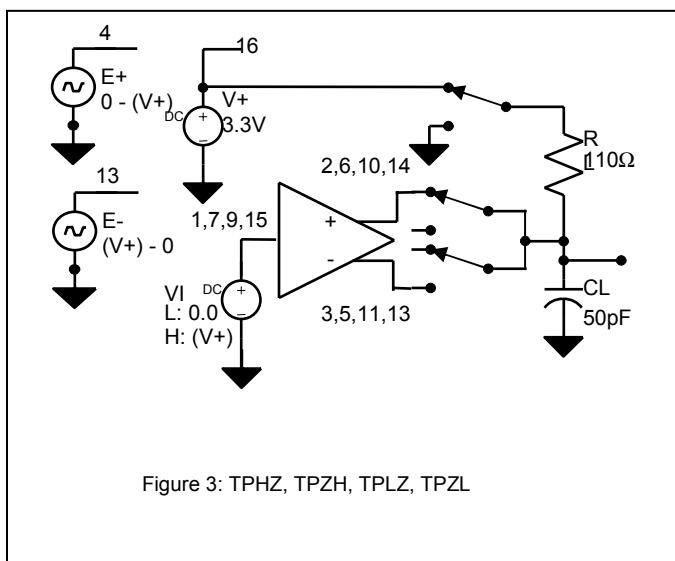 4
16
E+
0 - (V+)
DC
+
−
V+
3.3V
R
L
110Ω
13
E-
(V+) - 0
2,6,10,14
1,7,9,15
+
-
VI
DC
+
−
L: 0.0
H: (V+)
3,5,11,13
CL
50pF
Figure 3: TPHZ, TPZH, TPLZ, TPZL